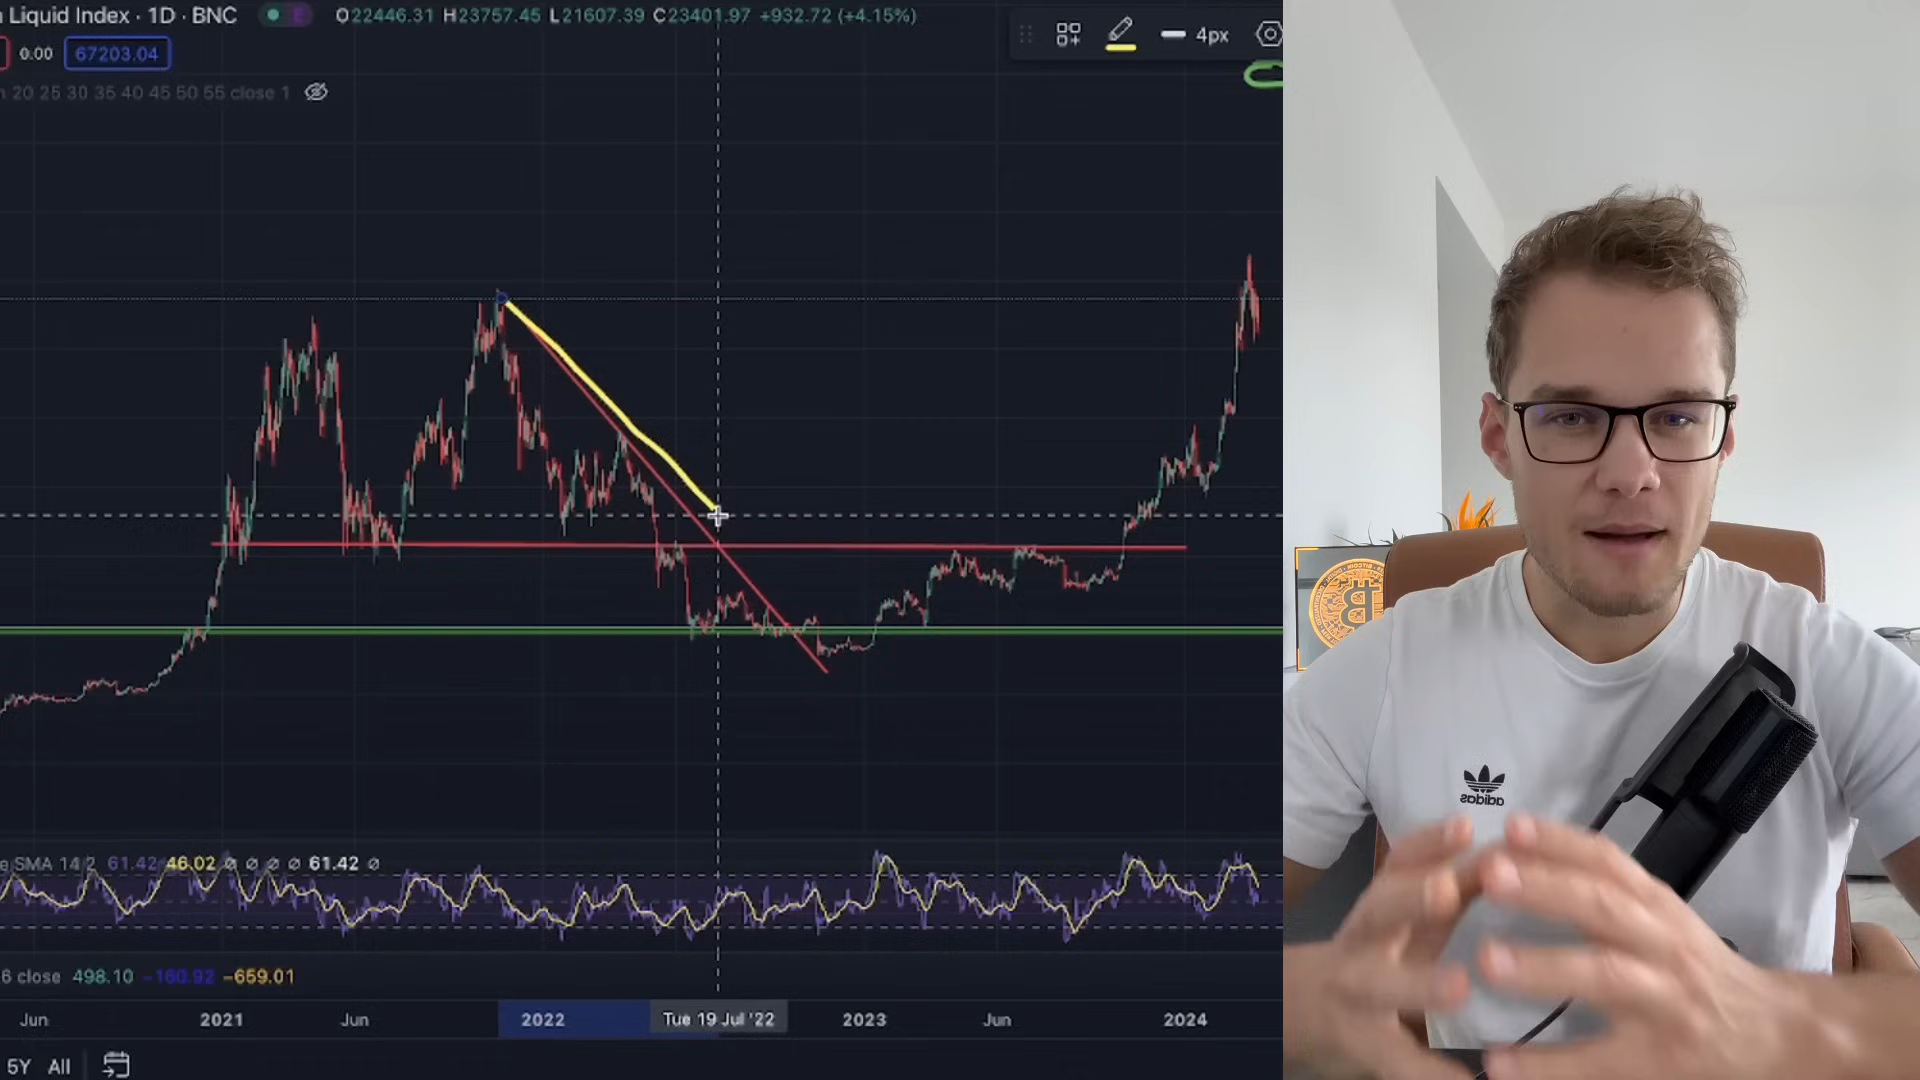 Liquid Index · 1D · BNC E O22446.31 H23757.45 L21607.39 C23401.97 +932.72 (+4.15%)
4px
0.00 67203.04
20 25 30 35 40 45 50 55 close 1
SMA 14 2 61.42 46.02 ∅ ∅ ∅ ∅ 61.42 ∅
6 close 498.10 −160.92 −659.01
Jun 2021 Jun 2022 Tue 19 Jul '22 2023 Jun 2024
5Y All
adidas